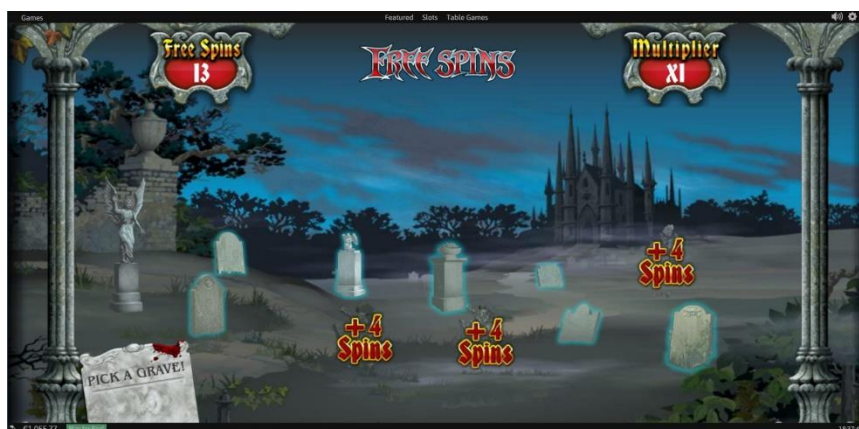 Games
Featured Slots Table Games
Free Spins
13
FREE SPINS
Multiplier
X1
+4
Spins
+4
Spins
+4
Spins
PICK A GRAVE!